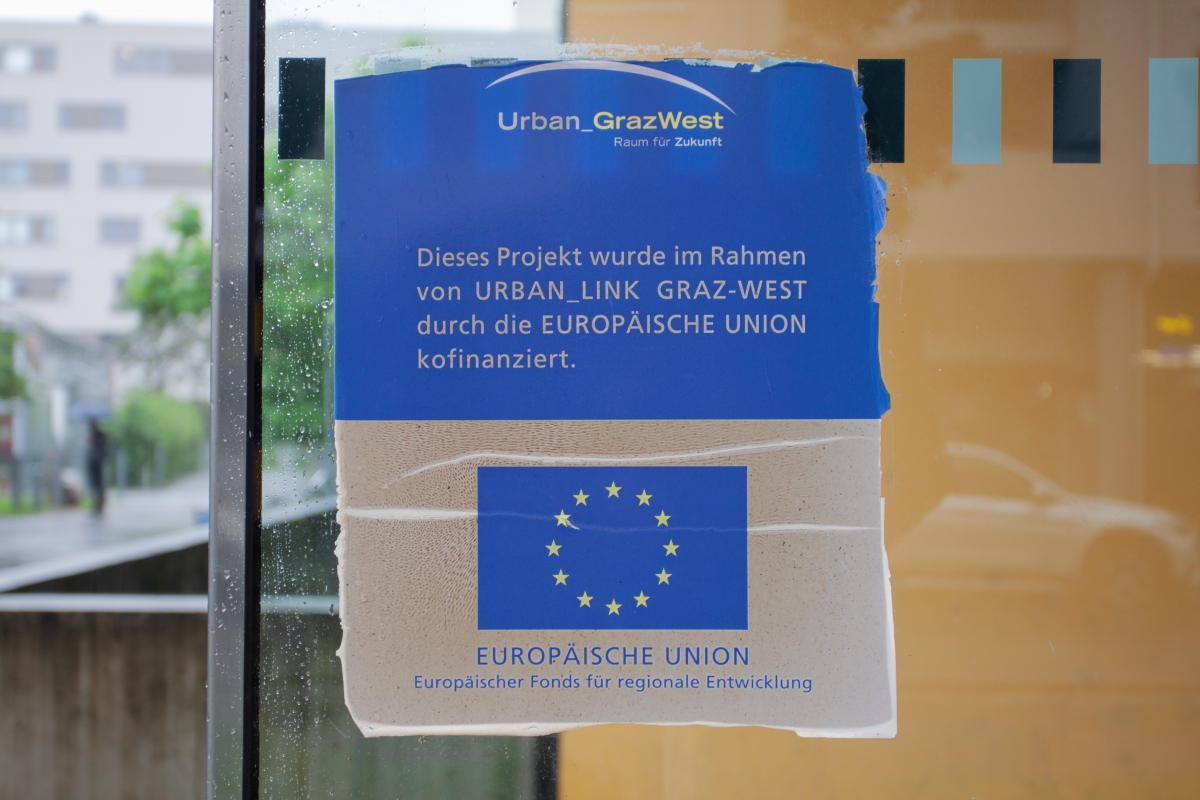 Urban_GrazWest
Raum für Zukunft
Dieses Projekt wurde im Rahmen
von URBAN_LINK GRAZ-WEST
durch die EUROPÄISCHE UNION
kofinanziert.
EUROPÄISCHE UNION
Europäischer Fonds für regionale Entwicklung